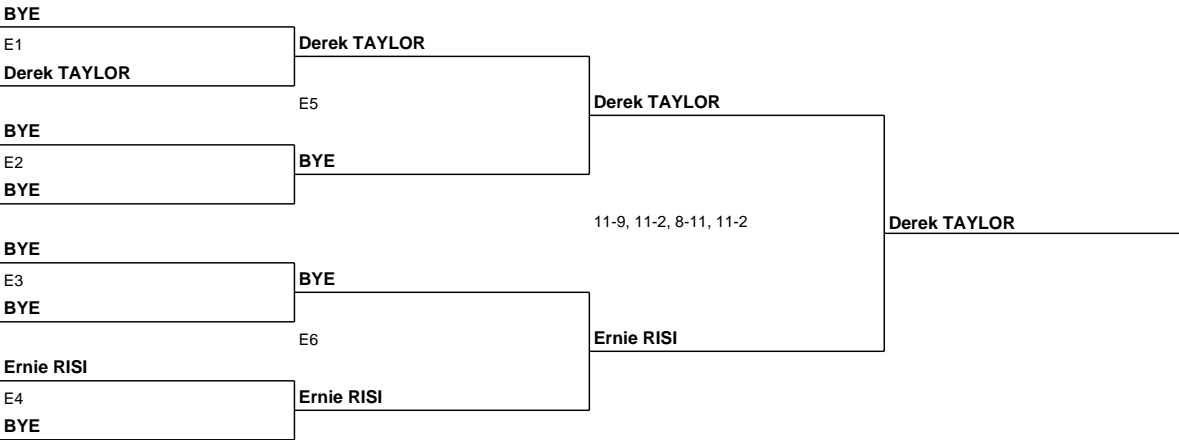 BYE
E1
Derek TAYLOR
Derek TAYLOR
E5
Derek TAYLOR
BYE
E2
BYE
BYE
11-9, 11-2, 8-11, 11-2
Derek TAYLOR
BYE
E3
BYE
BYE
E6
Ernie RISI
Ernie RISI
E4
Ernie RISI
BYE